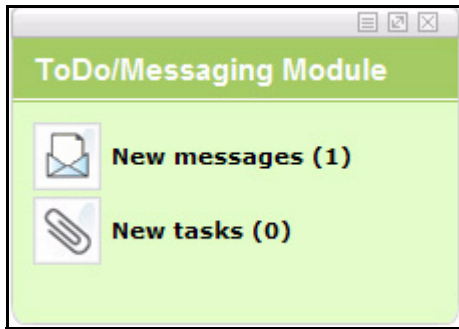 ToDo/Messaging Module
New messages (1)
New tasks (0)